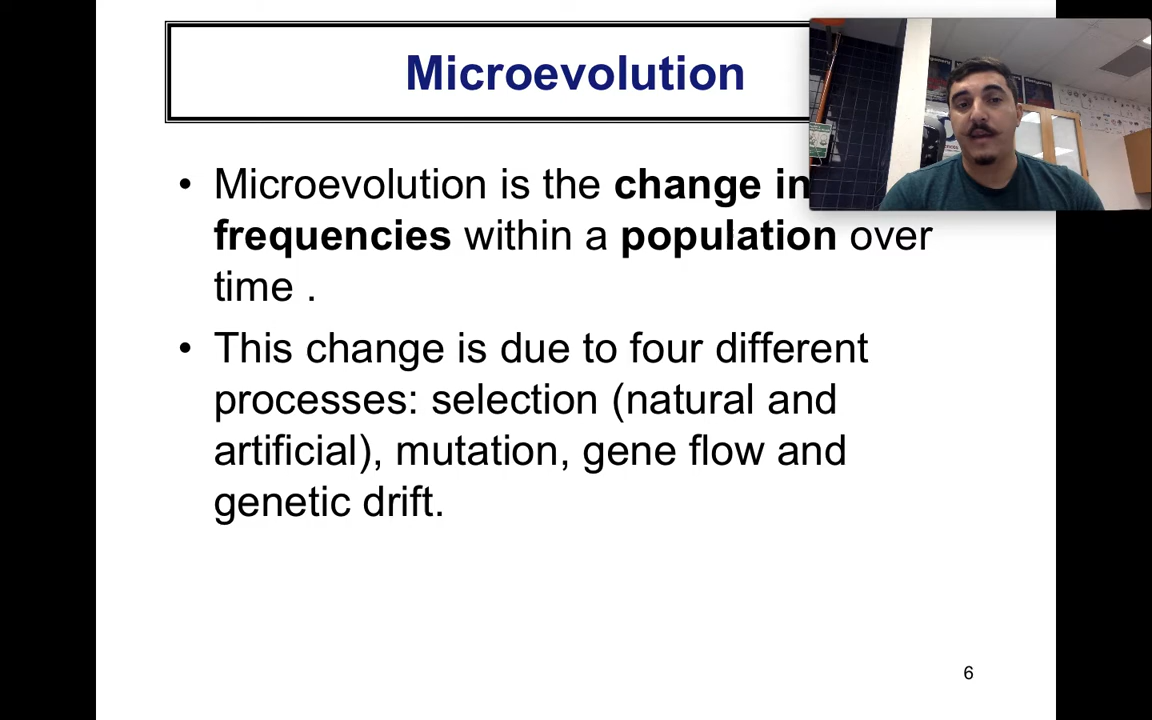 Microevolution
• Microevolution is the change in
frequencies within a population over
time .
• This change is due to four different
processes: selection (natural and
artificial), mutation, gene flow and
genetic drift.
6